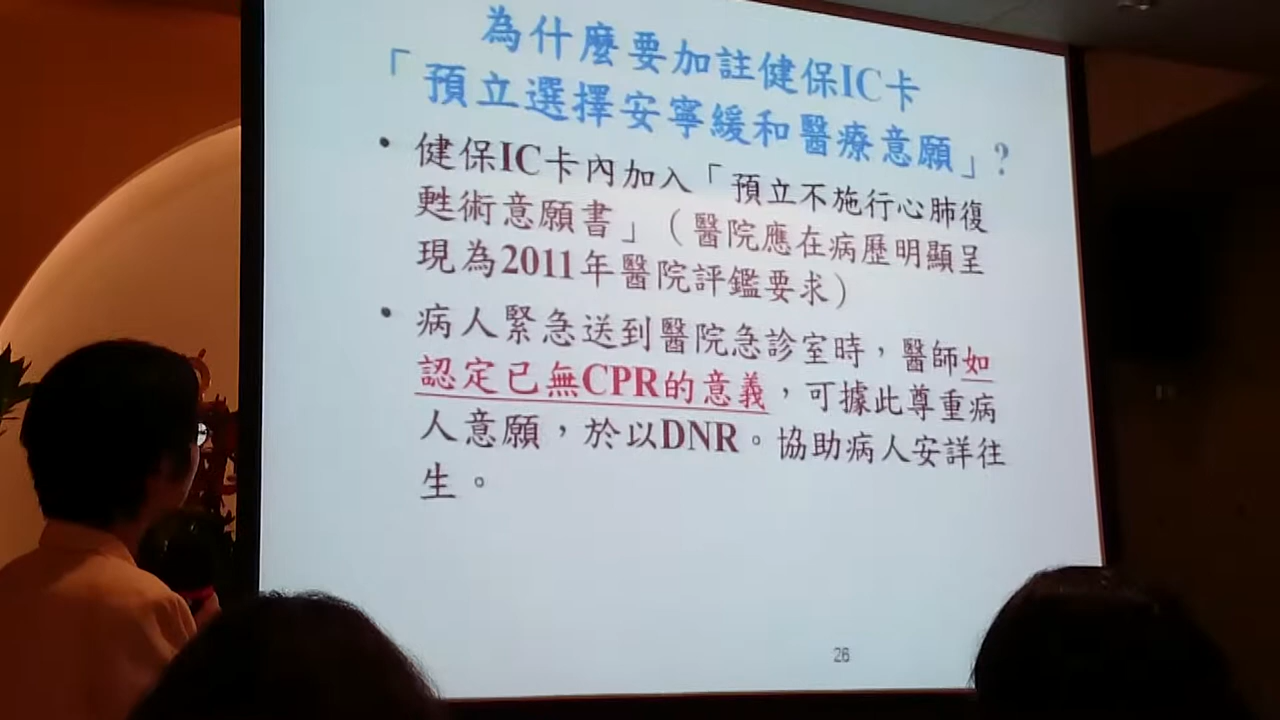 為什麼要加註健保IC卡
「預立選擇安寧緩和醫療意願」?
• 健保IC卡內加入「預立不施行心肺復
甦術意願書」(醫院應在病歷明顯呈
現為2011年醫院評鑑要求)
• 病人緊急送到醫院急診室時，醫師如
認定已無CPR的意義，可據此尊重病
人意願，於以DNR。協助病人安詳往
生。
26